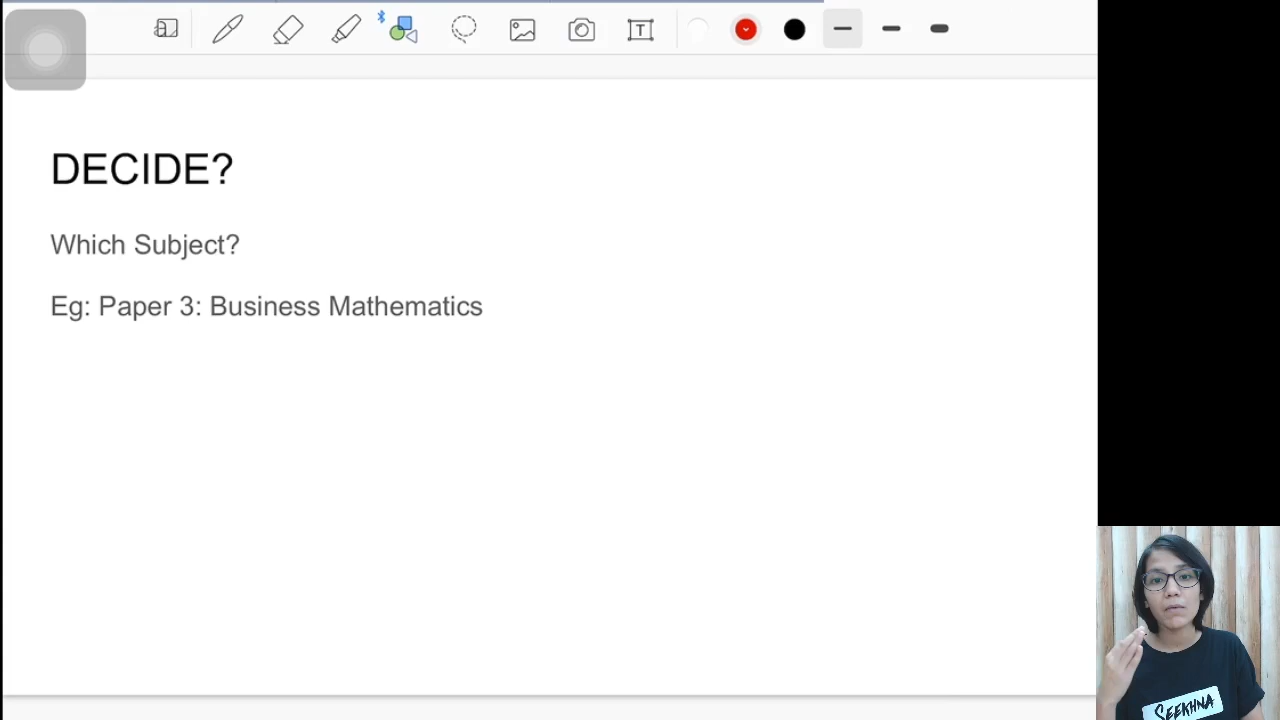 T
DECIDE?
Which Subject?
Eg: Paper 3: Business Mathematics
SEEKHNA